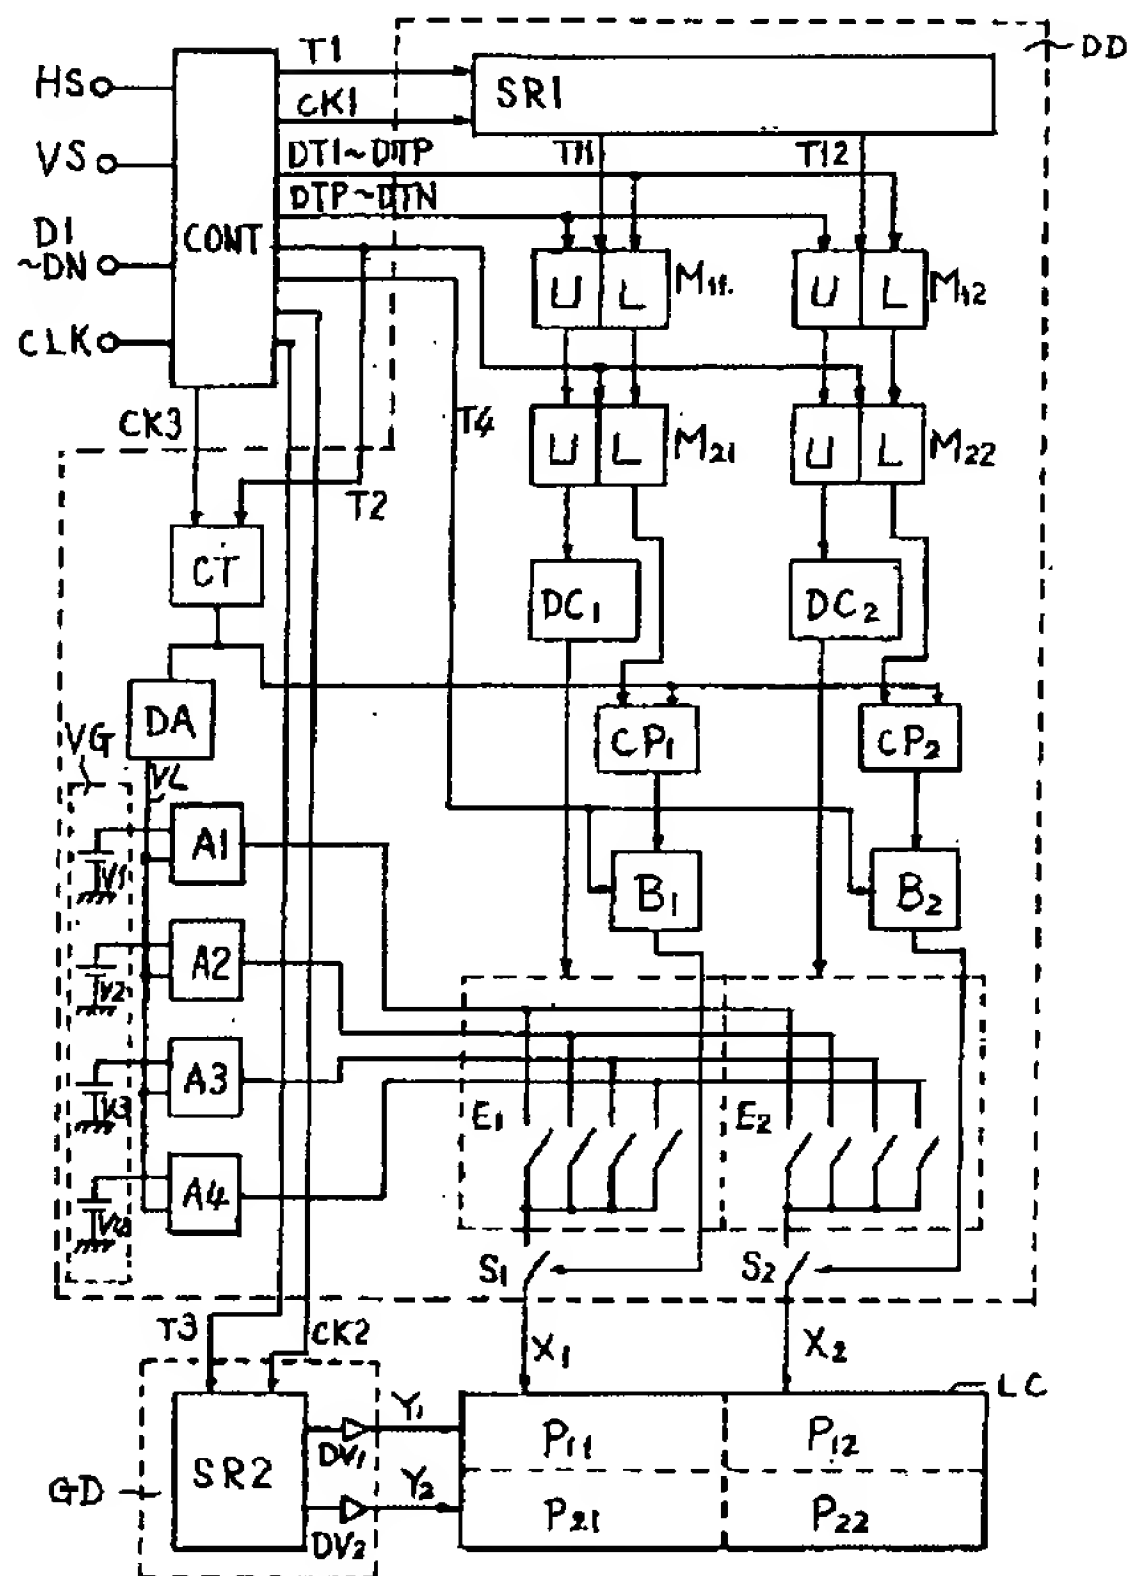 T1
DD
HS
SR1
CK1
VS
DT1~DTP
T11
T12
DTP~DTN
D1
~DN
CONT
U
L
M11
U
L
M12
CLK
CK3
T4
U
L
M21
U
L
M22
T2
CT
DC1
DC2
DA
VG
CP1
CP2
VL
A1
V1
B1
B2
A2
V2
A3
V3
E1
E2
A4
V4
S1
S2
T3
CK2
X1
X2
LC
Y1
P11
P12
DV1
SR2
GD
Y2
P21
P22
DV2